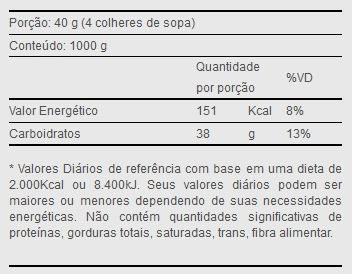 Porção: 40 g (4 colheres de sopa)
Conteúdo: 1000 g
Quantidade
por porção %VD
Valor Energético 151 Kcal 8%
Carboidratos 38 g 13%
* Valores Diários de referência com base em uma dieta de
2.000Kcal ou 8.400kJ. Seus valores diários podem ser
maiores ou menores dependendo de suas necessidades
energéticas. Não contém quantidades significativas de
proteínas, gorduras totais, saturadas, trans, fibra alimentar.